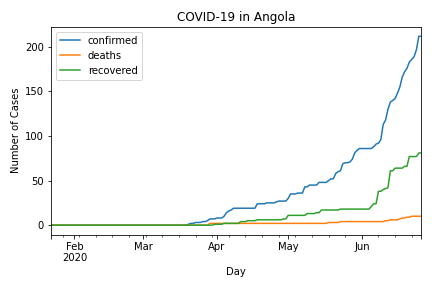 COVID-19 in Angola
confirmed
deaths
recovered
Number of Cases
200
150
100
50
0
Feb Mar Apr May Jun
2020
Day